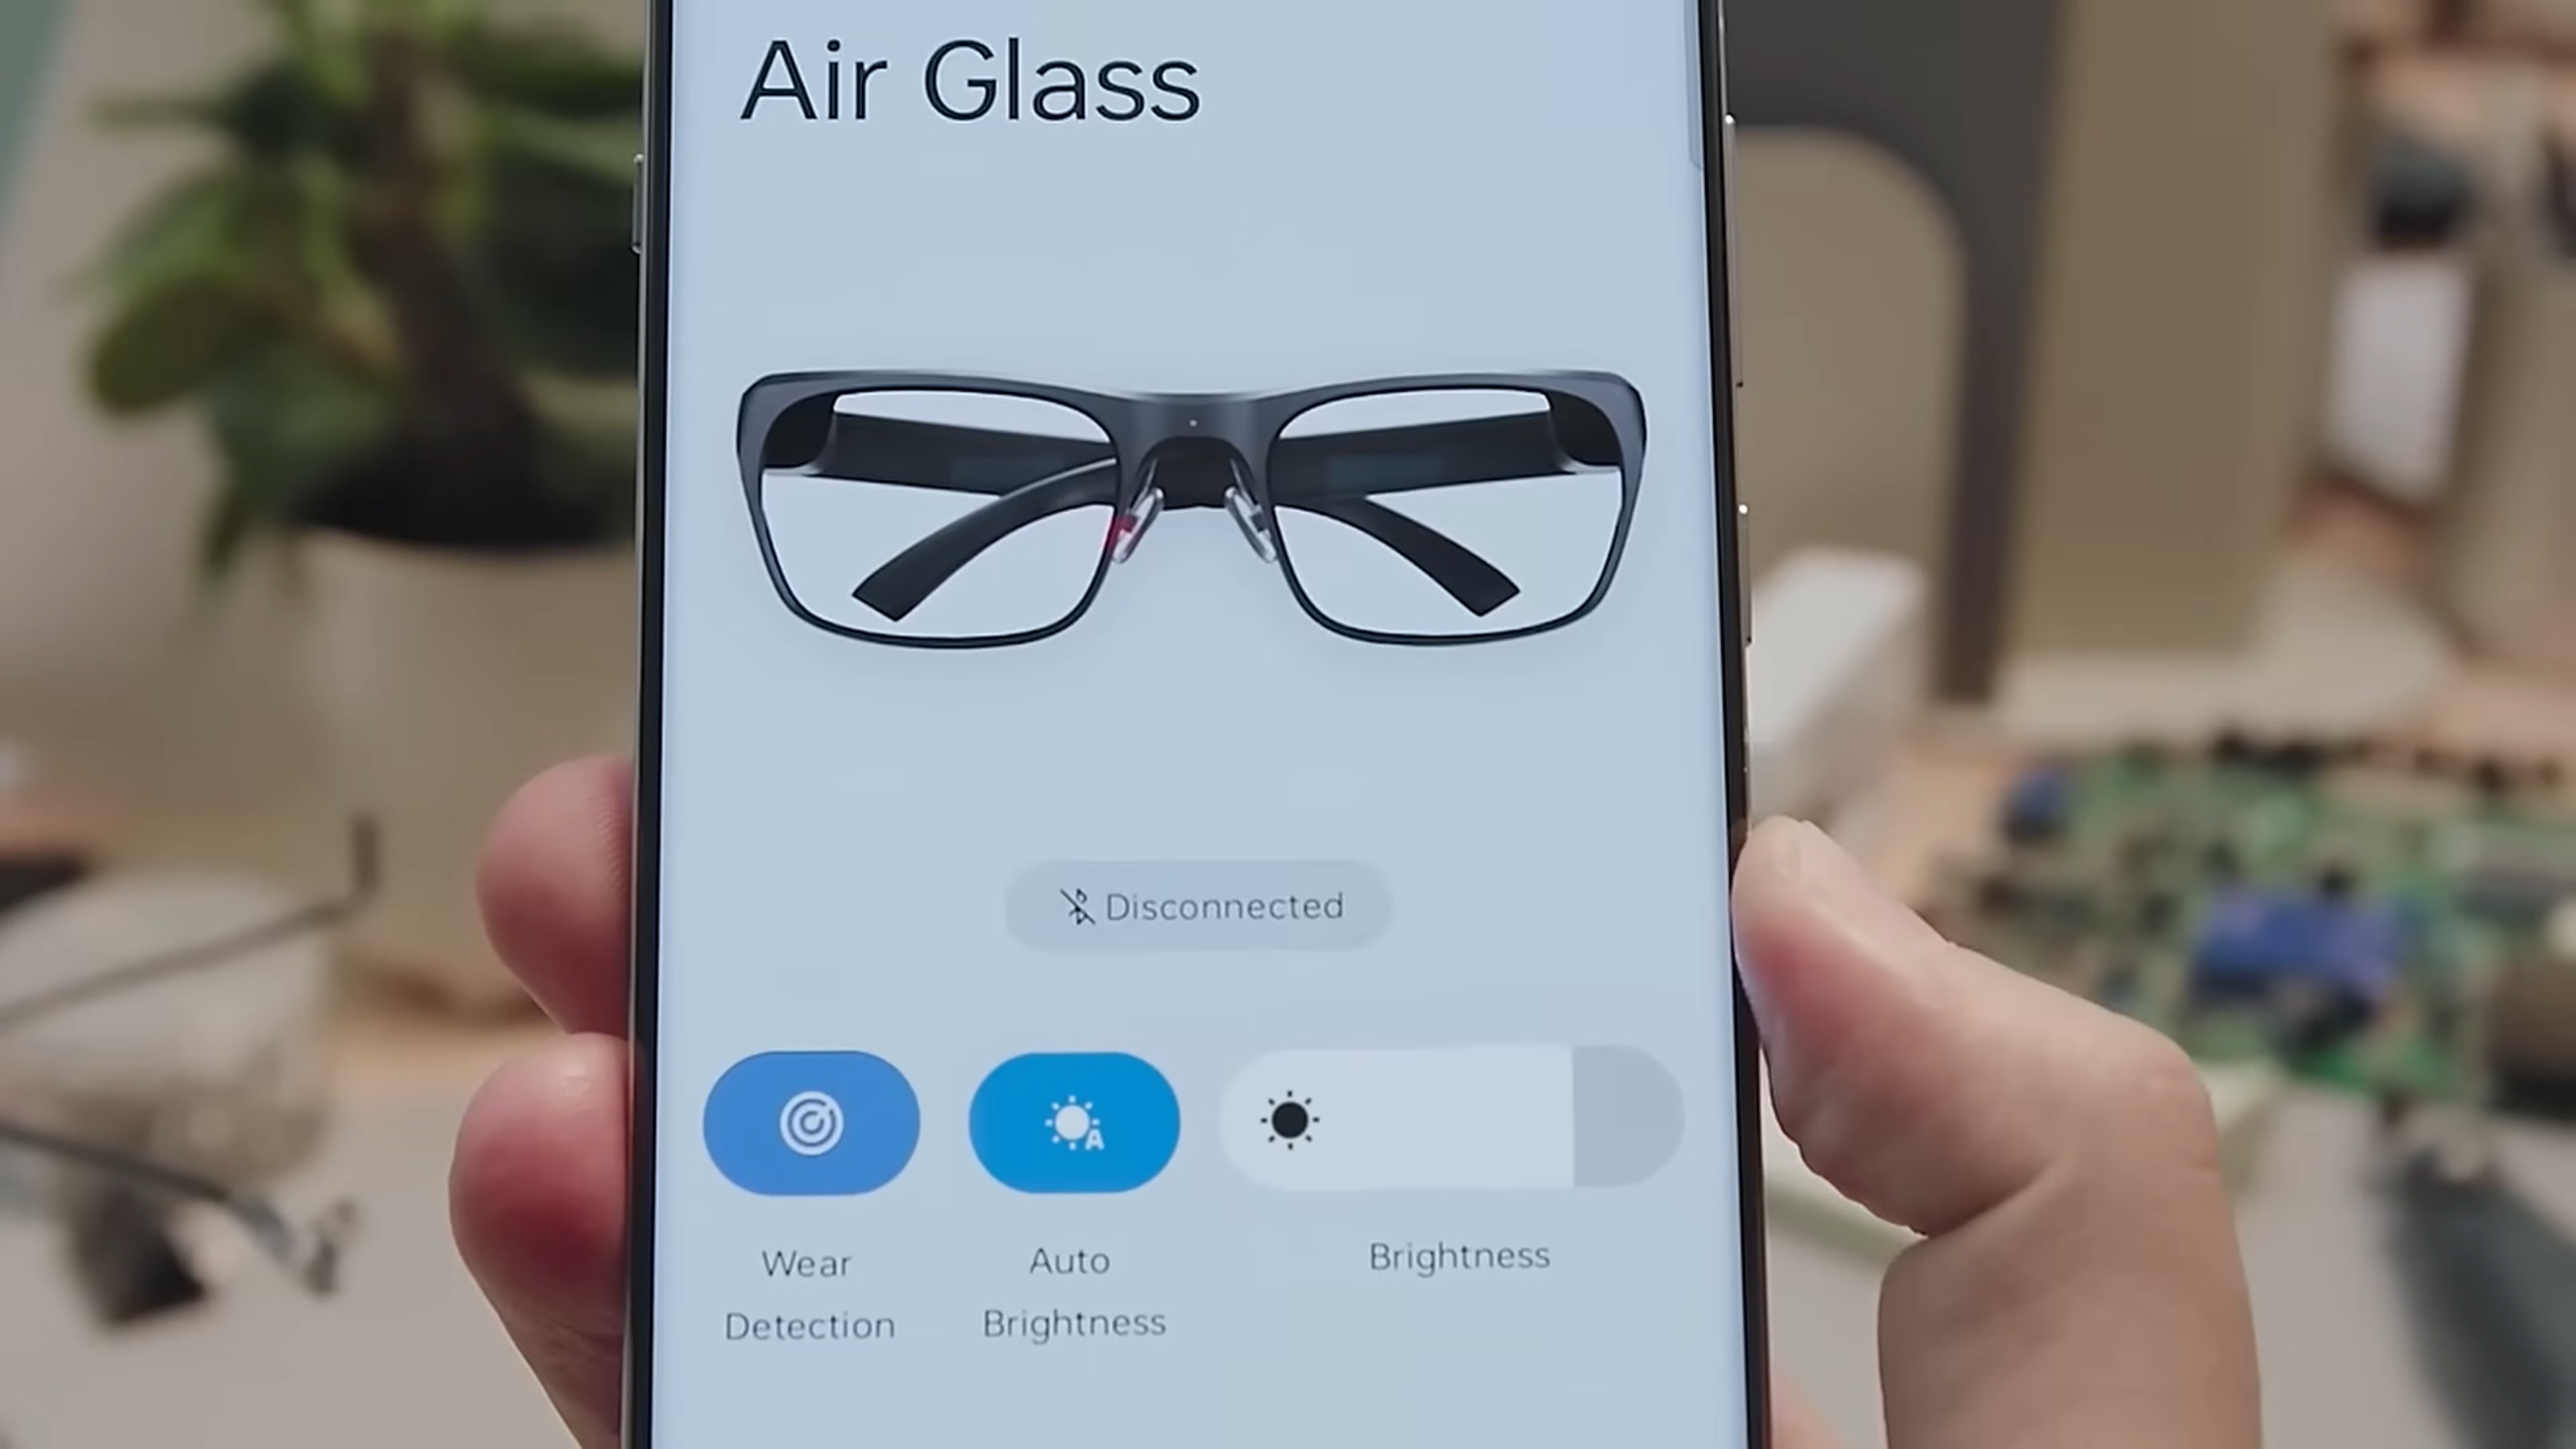 Air Glass
Disconnected
Wear
Detection
Auto
Brightness
Brightness